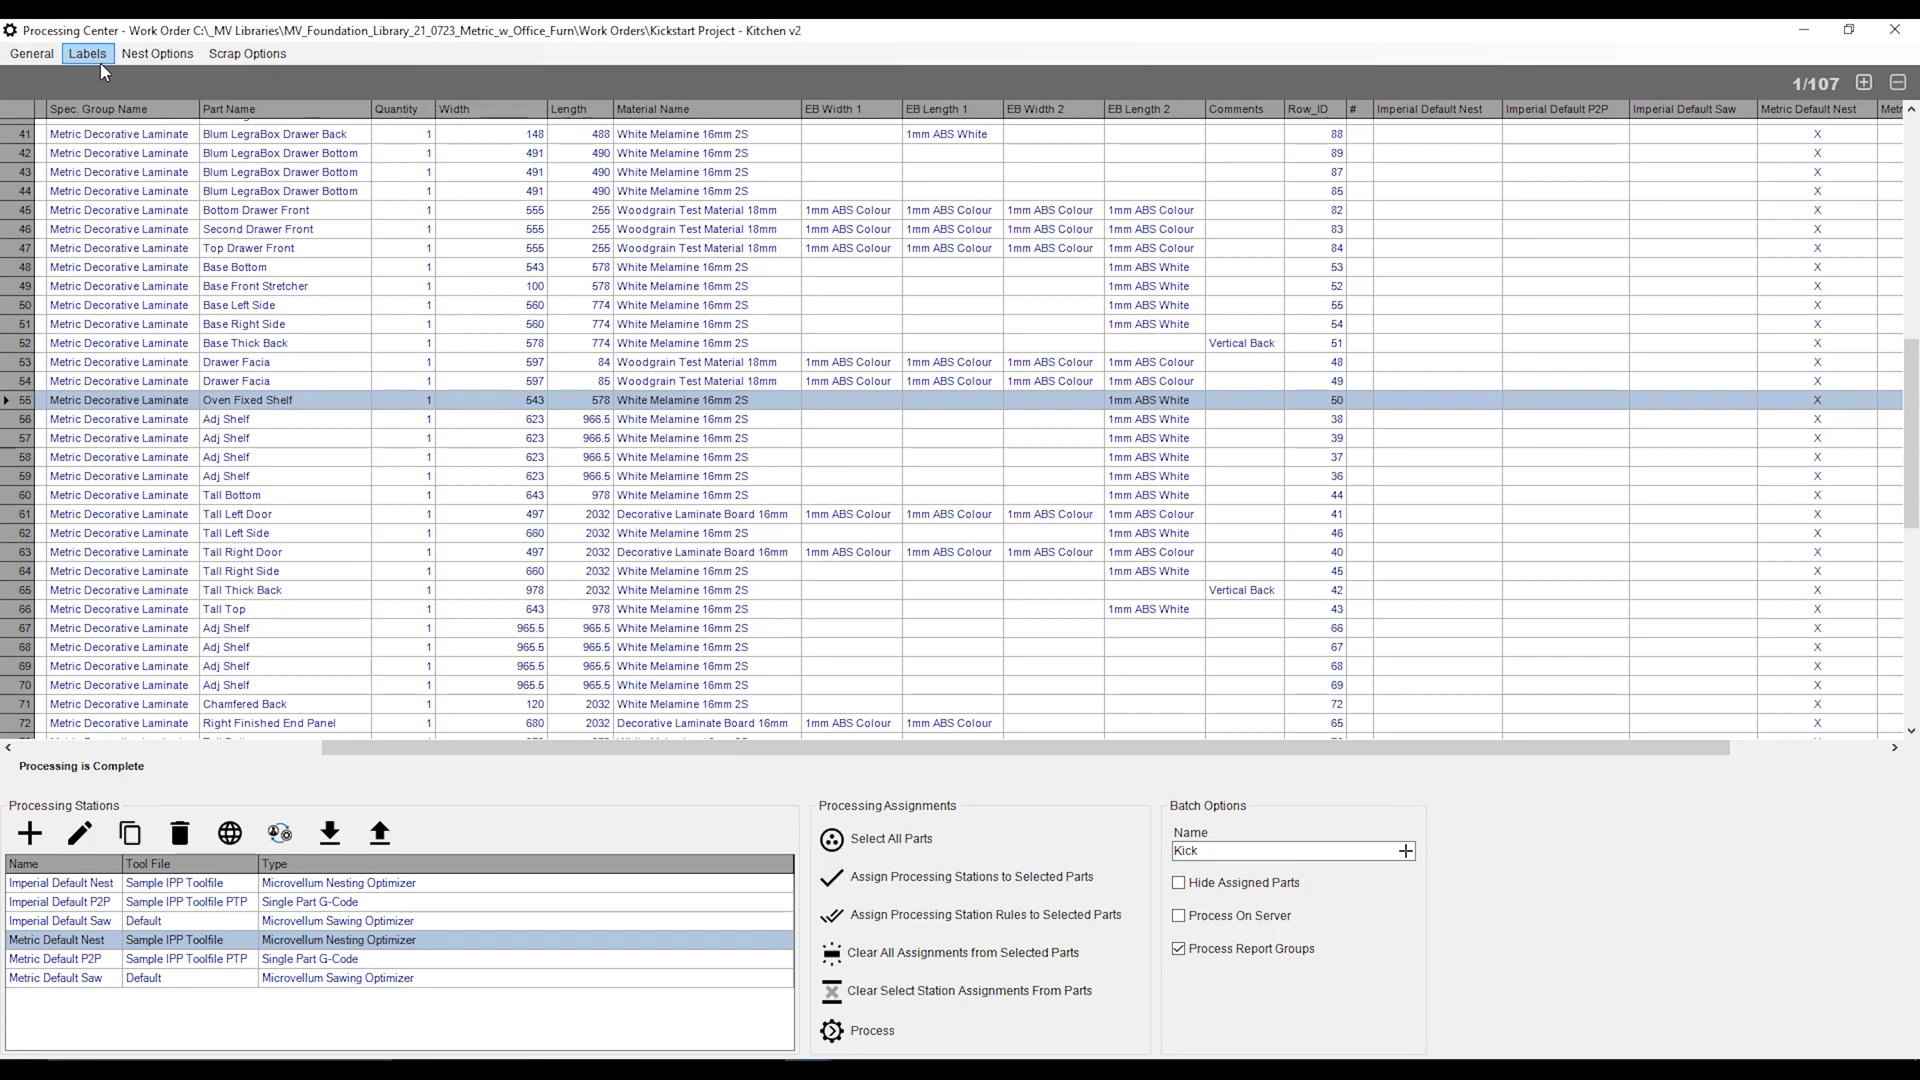 Processing Center - Work Order C:\_MV Libraries\MV_Foundation_Library_21_0723_Metric_w_Office_Furn\Work Orders\Kickstart Project - Kitchen v2
General Labels Nest Options Scrap Options
1/107
Spec. Group Name Part Name Quantity Width Length Material Name EB Width 1 EB Length 1 EB Width 2 EB Length 2 Comments Row_ID # Imperial Default Nest Imperial Default P2P Imperial Default Saw Metric Default Nest Metr
41 Metric Decorative Laminate Blum LegraBox Drawer Back 1 148 488 White Melamine 16mm 2S 1mm ABS White 88 X
42 Metric Decorative Laminate Blum LegraBox Drawer Bottom 1 491 490 White Melamine 16mm 2S 89 X
43 Metric Decorative Laminate Blum LegraBox Drawer Bottom 1 491 490 White Melamine 16mm 2S 87 X
44 Metric Decorative Laminate Blum LegraBox Drawer Bottom 1 491 490 White Melamine 16mm 2S 85 X
45 Metric Decorative Laminate Bottom Drawer Front 1 555 255 Woodgrain Test Material 18mm 1mm ABS Colour 1mm ABS Colour 1mm ABS Colour 1mm ABS Colour 82 X
46 Metric Decorative Laminate Second Drawer Front 1 555 255 Woodgrain Test Material 18mm 1mm ABS Colour 1mm ABS Colour 1mm ABS Colour 1mm ABS Colour 83 X
47 Metric Decorative Laminate Top Drawer Front 1 555 255 Woodgrain Test Material 18mm 1mm ABS Colour 1mm ABS Colour 1mm ABS Colour 1mm ABS Colour 84 X
48 Metric Decorative Laminate Base Bottom 1 543 578 White Melamine 16mm 2S 1mm ABS White 53 X
49 Metric Decorative Laminate Base Front Stretcher 1 100 578 White Melamine 16mm 2S 1mm ABS White 52 X
50 Metric Decorative Laminate Base Left Side 1 560 774 White Melamine 16mm 2S 1mm ABS White 55 X
51 Metric Decorative Laminate Base Right Side 1 560 774 White Melamine 16mm 2S 1mm ABS White 54 X
52 Metric Decorative Laminate Base Thick Back 1 578 774 White Melamine 16mm 2S Vertical Back 51 X
53 Metric Decorative Laminate Drawer Facia 1 597 84 Woodgrain Test Material 18mm 1mm ABS Colour 1mm ABS Colour 1mm ABS Colour 1mm ABS Colour 48 X
54 Metric Decorative Laminate Drawer Facia 1 597 85 Woodgrain Test Material 18mm 1mm ABS Colour 1mm ABS Colour 1mm ABS Colour 1mm ABS Colour 49 X
55 Metric Decorative Laminate Oven Fixed Shelf 1 543 578 White Melamine 16mm 2S 1mm ABS White 50 X
56 Metric Decorative Laminate Adj Shelf 1 623 966.5 White Melamine 16mm 2S 1mm ABS White 38 X
57 Metric Decorative Laminate Adj Shelf 1 623 966.5 White Melamine 16mm 2S 1mm ABS White 39 X
58 Metric Decorative Laminate Adj Shelf 1 623 966.5 White Melamine 16mm 2S 1mm ABS White 37 X
59 Metric Decorative Laminate Adj Shelf 1 623 966.5 White Melamine 16mm 2S 1mm ABS White 36 X
60 Metric Decorative Laminate Tall Bottom 1 643 978 White Melamine 16mm 2S 1mm ABS White 44 X
61 Metric Decorative Laminate Tall Left Door 1 497 2032 Decorative Laminate Board 16mm 1mm ABS Colour 1mm ABS Colour 1mm ABS Colour 1mm ABS Colour 41 X
62 Metric Decorative Laminate Tall Left Side 1 660 2032 White Melamine 16mm 2S 1mm ABS White 46 X
63 Metric Decorative Laminate Tall Right Door 1 497 2032 Decorative Laminate Board 16mm 1mm ABS Colour 1mm ABS Colour 1mm ABS Colour 1mm ABS Colour 40 X
64 Metric Decorative Laminate Tall Right Side 1 660 2032 White Melamine 16mm 2S 1mm ABS White 45 X
65 Metric Decorative Laminate Tall Thick Back 1 978 2032 White Melamine 16mm 2S Vertical Back 42 X
66 Metric Decorative Laminate Tall Top 1 643 978 White Melamine 16mm 2S 1mm ABS White 43 X
67 Metric Decorative Laminate Adj Shelf 1 965.5 965.5 White Melamine 16mm 2S 66 X
68 Metric Decorative Laminate Adj Shelf 1 965.5 965.5 White Melamine 16mm 2S 67 X
69 Metric Decorative Laminate Adj Shelf 1 965.5 965.5 White Melamine 16mm 2S 68 X
70 Metric Decorative Laminate Adj Shelf 1 965.5 965.5 White Melamine 16mm 2S 69 X
71 Metric Decorative Laminate Chamfered Back 1 120 2032 White Melamine 16mm 2S 72 X
72 Metric Decorative Laminate Right Finished End Panel 1 680 2032 Decorative Laminate Board 16mm 1mm ABS Colour 1mm ABS Colour 65 X
Processing is Complete
Processing Stations
Name Tool File Type
Imperial Default Nest Sample IPP Toolfile Microvellum Nesting Optimizer
Imperial Default P2P Sample IPP Toolfile PTP Single Part G-Code
Imperial Default Saw Default Microvellum Sawing Optimizer
Metric Default Nest Sample IPP Toolfile Microvellum Nesting Optimizer
Metric Default P2P Sample IPP Toolfile PTP Single Part G-Code
Metric Default Saw Default Microvellum Sawing Optimizer
Processing Assignments
Select All Parts
Assign Processing Stations to Selected Parts
Assign Processing Station Rules to Selected Parts
Clear All Assignments from Selected Parts
Clear Select Station Assignments From Parts
Process
Batch Options
Name
Kick
Hide Assigned Parts
Process On Server
Process Report Groups